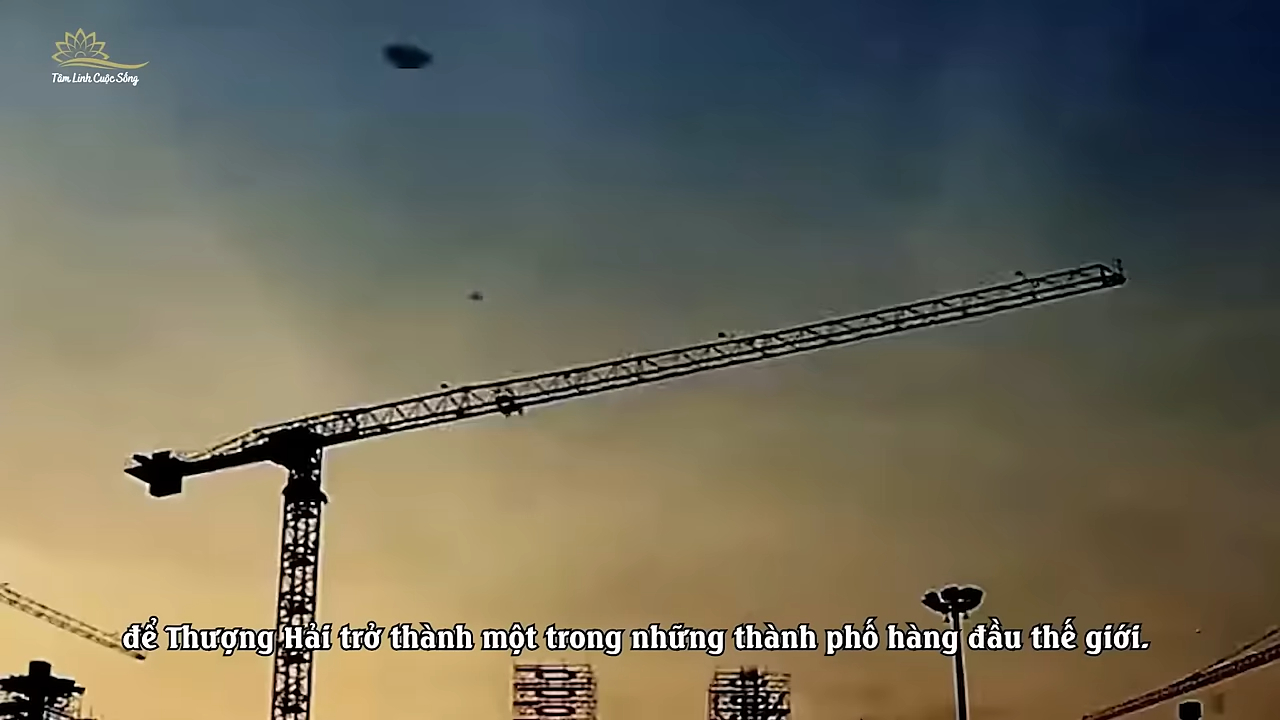 Tâm Linh Cuộc Sống
để Thượng Hải trở thành một trong những thành phố hàng đầu thế giới.